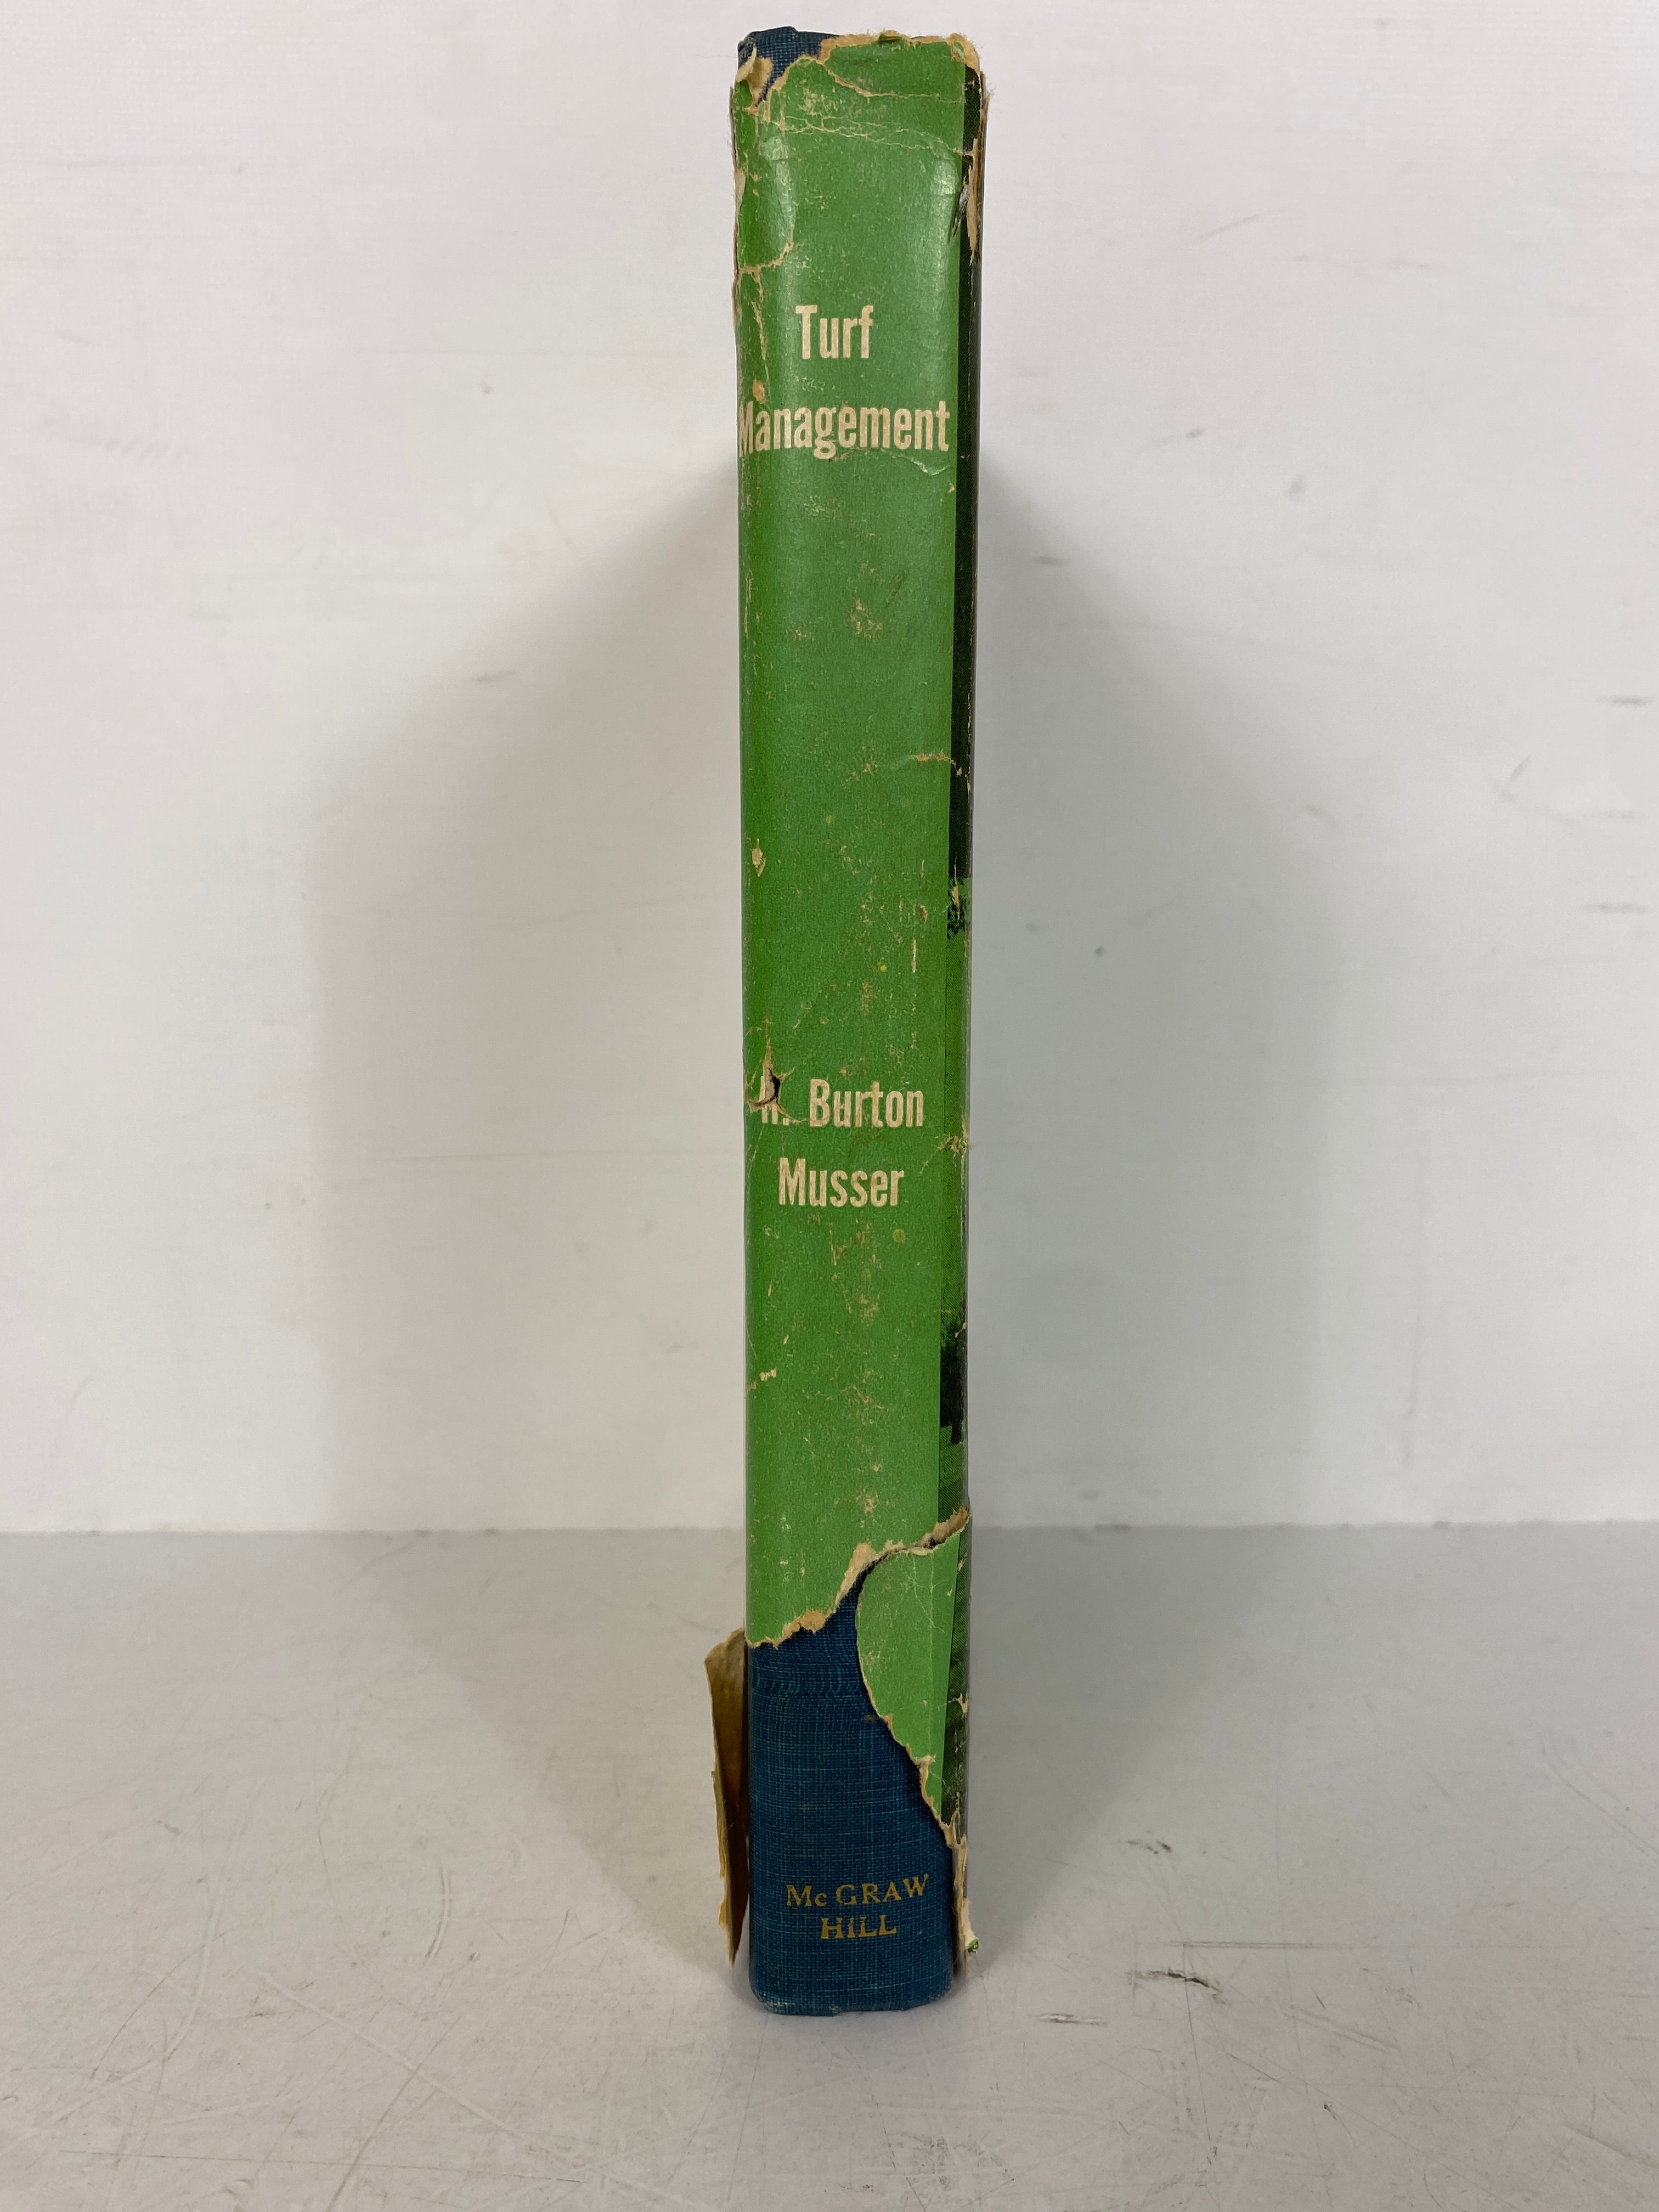 Turf
Management
H. Burton
Musser
McGRAW
HILL